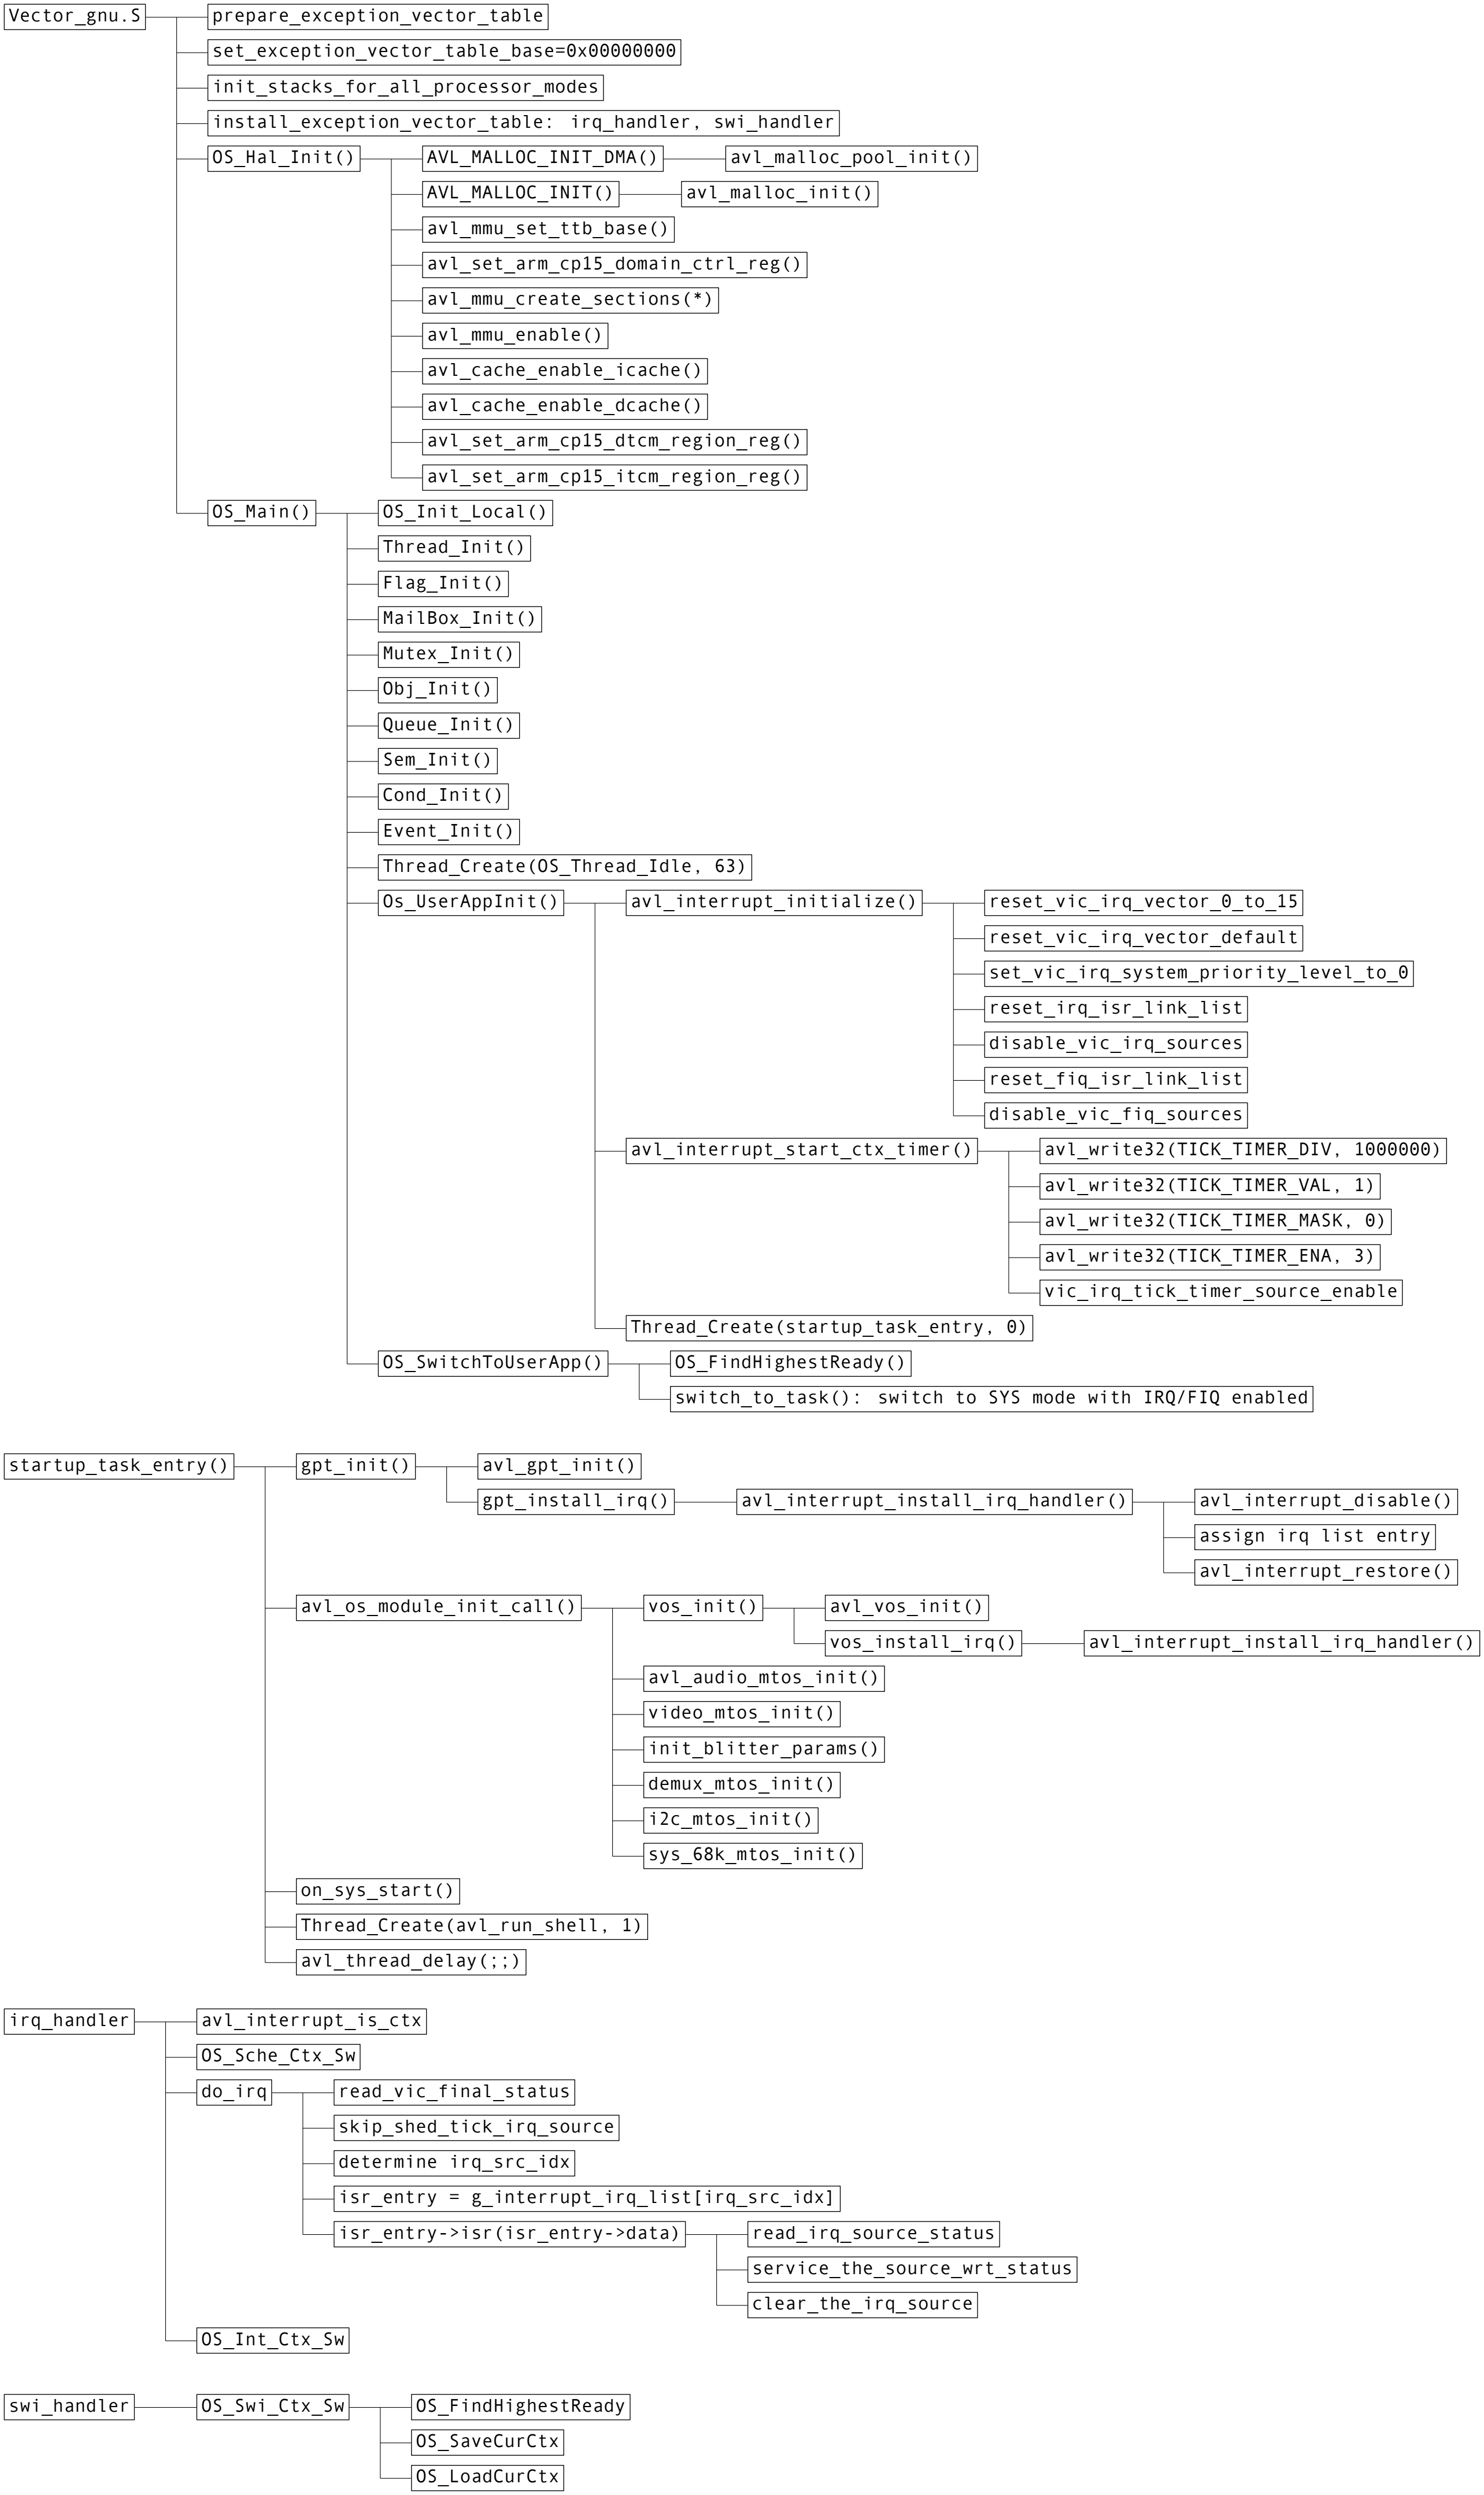 Vector_gnu.S prepare_exception_vector_table
set_exception_vector_table_base=0x00000000
init_stacks_for_all_processor_modes
install_exception_vector_table: irq_handler, swi_handler
OS_Hal_Init() AVL_MALLOC_INIT_DMA() avl_malloc_pool_init()
AVL_MALLOC_INIT() avl_malloc_init()
avl_mmu_set_ttb_base()
avl_set_arm_cp15_domain_ctrl_reg()
avl_mmu_create_sections(*)
avl_mmu_enable()
avl_cache_enable_icache()
avl_cache_enable_dcache()
avl_set_arm_cp15_dtcm_region_reg()
avl_set_arm_cp15_itcm_region_reg()
OS_Main() OS_Init_Local()
Thread_Init()
Flag_Init()
MailBox_Init()
Mutex_Init()
Obj_Init()
Queue_Init()
Sem_Init()
Cond_Init()
Event_Init()
Thread_Create(OS_Thread_Idle, 63)
Os_UserAppInit() avl_interrupt_initialize() reset_vic_irq_vector_0_to_15
reset_vic_irq_vector_default
set_vic_irq_system_priority_level_to_0
reset_irq_isr_link_list
disable_vic_irq_sources
reset_fiq_isr_link_list
disable_vic_fiq_sources
avl_interrupt_start_ctx_timer() avl_write32(TICK_TIMER_DIV, 1000000)
avl_write32(TICK_TIMER_VAL, 1)
avl_write32(TICK_TIMER_MASK, 0)
avl_write32(TICK_TIMER_ENA, 3)
vic_irq_tick_timer_source_enable
Thread_Create(startup_task_entry, 0)
OS_SwitchToUserApp() OS_FindHighestReady()
switch_to_task(): switch to SYS mode with IRQ/FIQ enabled
startup_task_entry() gpt_init() avl_gpt_init()
gpt_install_irq() avl_interrupt_install_irq_handler() avl_interrupt_disable()
assign irq list entry
avl_interrupt_restore()
avl_os_module_init_call() vos_init() avl_vos_init()
vos_install_irq() avl_interrupt_install_irq_handler()
avl_audio_mtos_init()
video_mtos_init()
init_blitter_params()
demux_mtos_init()
i2c_mtos_init()
sys_68k_mtos_init()
on_sys_start()
Thread_Create(avl_run_shell, 1)
avl_thread_delay(;;)
irq_handler avl_interrupt_is_ctx
OS_Sche_Ctx_Sw
do_irq read_vic_final_status
skip_shed_tick_irq_source
determine irq_src_idx
isr_entry = g_interrupt_irq_list[irq_src_idx]
isr_entry->isr(isr_entry->data) read_irq_source_status
service_the_source_wrt_status
clear_the_irq_source
OS_Int_Ctx_Sw
swi_handler OS_Swi_Ctx_Sw OS_FindHighestReady
OS_SaveCurCtx
OS_LoadCurCtx